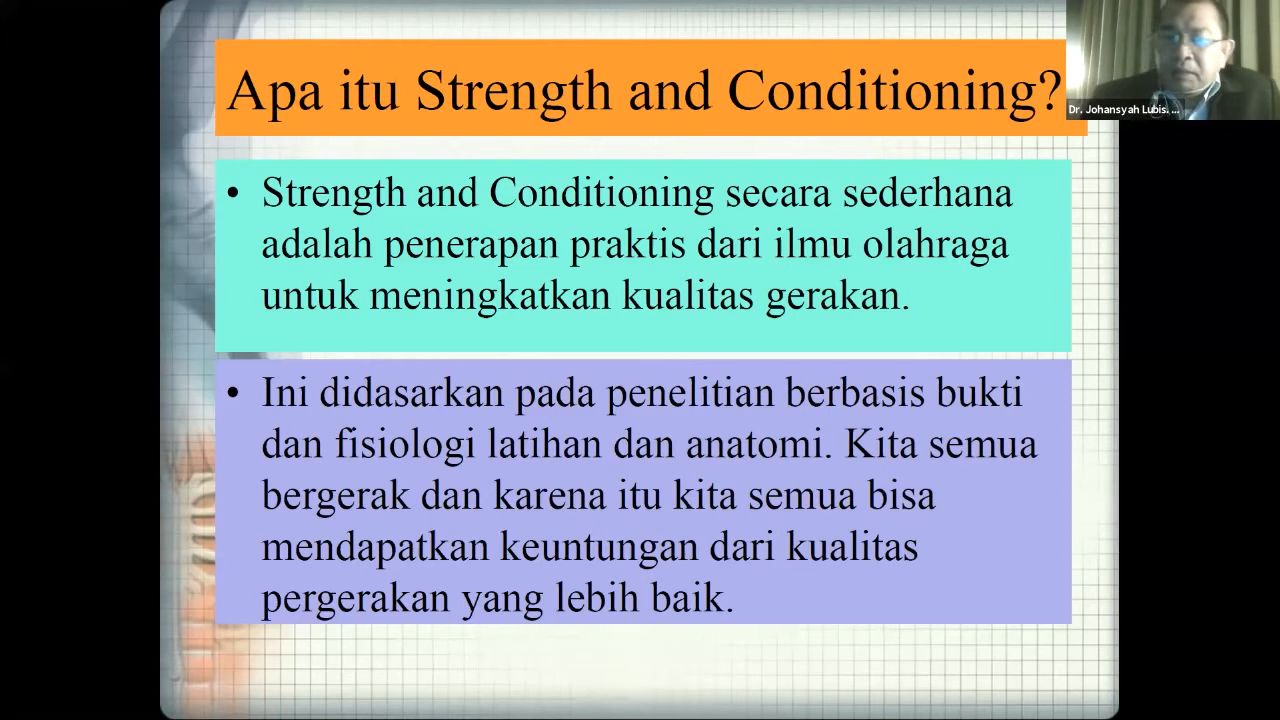 Apa itu Strength and Conditioning?
Dr. Johansyah Lubis. ...
• Strength and Conditioning secara sederhana
adalah penerapan praktis dari ilmu olahraga
untuk meningkatkan kualitas gerakan.
• Ini didasarkan pada penelitian berbasis bukti
dan fisiologi latihan dan anatomi. Kita semua
bergerak dan karena itu kita semua bisa
mendapatkan keuntungan dari kualitas
pergerakan yang lebih baik.